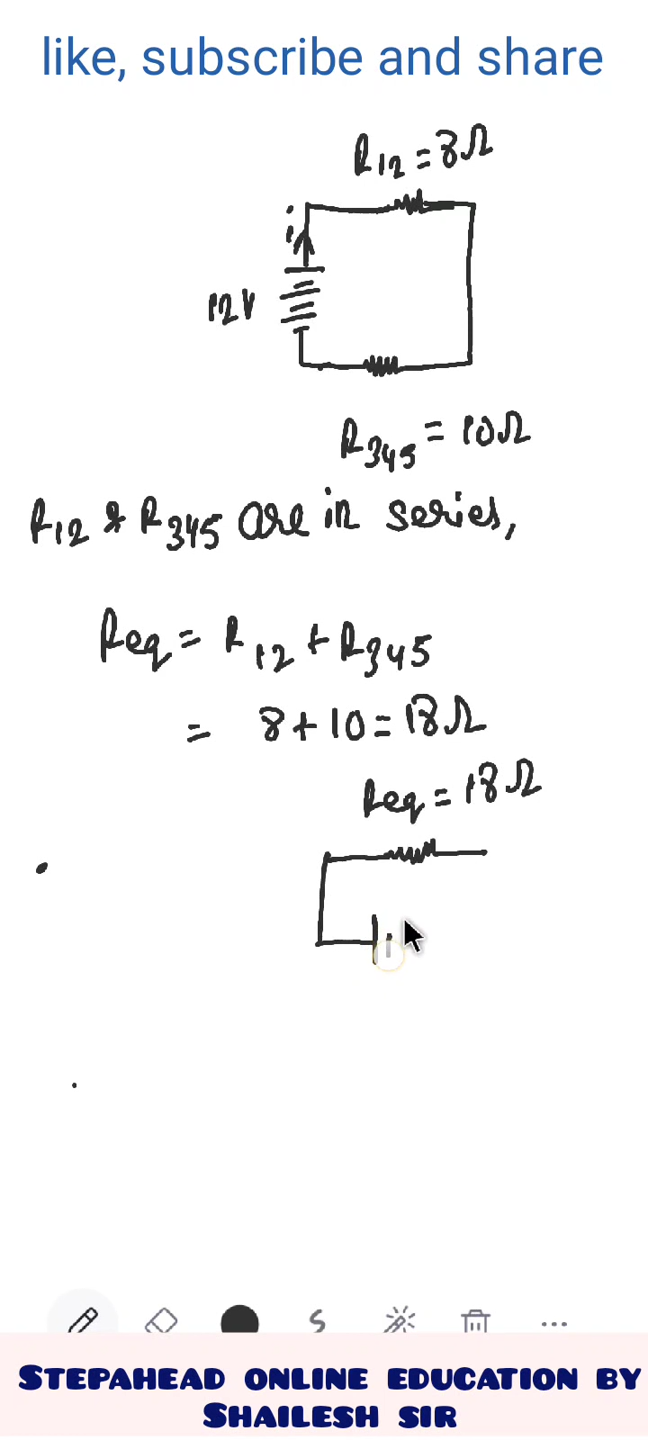 like, subscribe and share
R12 = 8Ω
i
12V
R345 = 10Ω
R12 & R345 are in series,
Req = R12 + R345
= 8 + 10 = 18Ω
Req = 18Ω
STEPAHEAD ONLINE EDUCATION BY
SHAILESH SIR